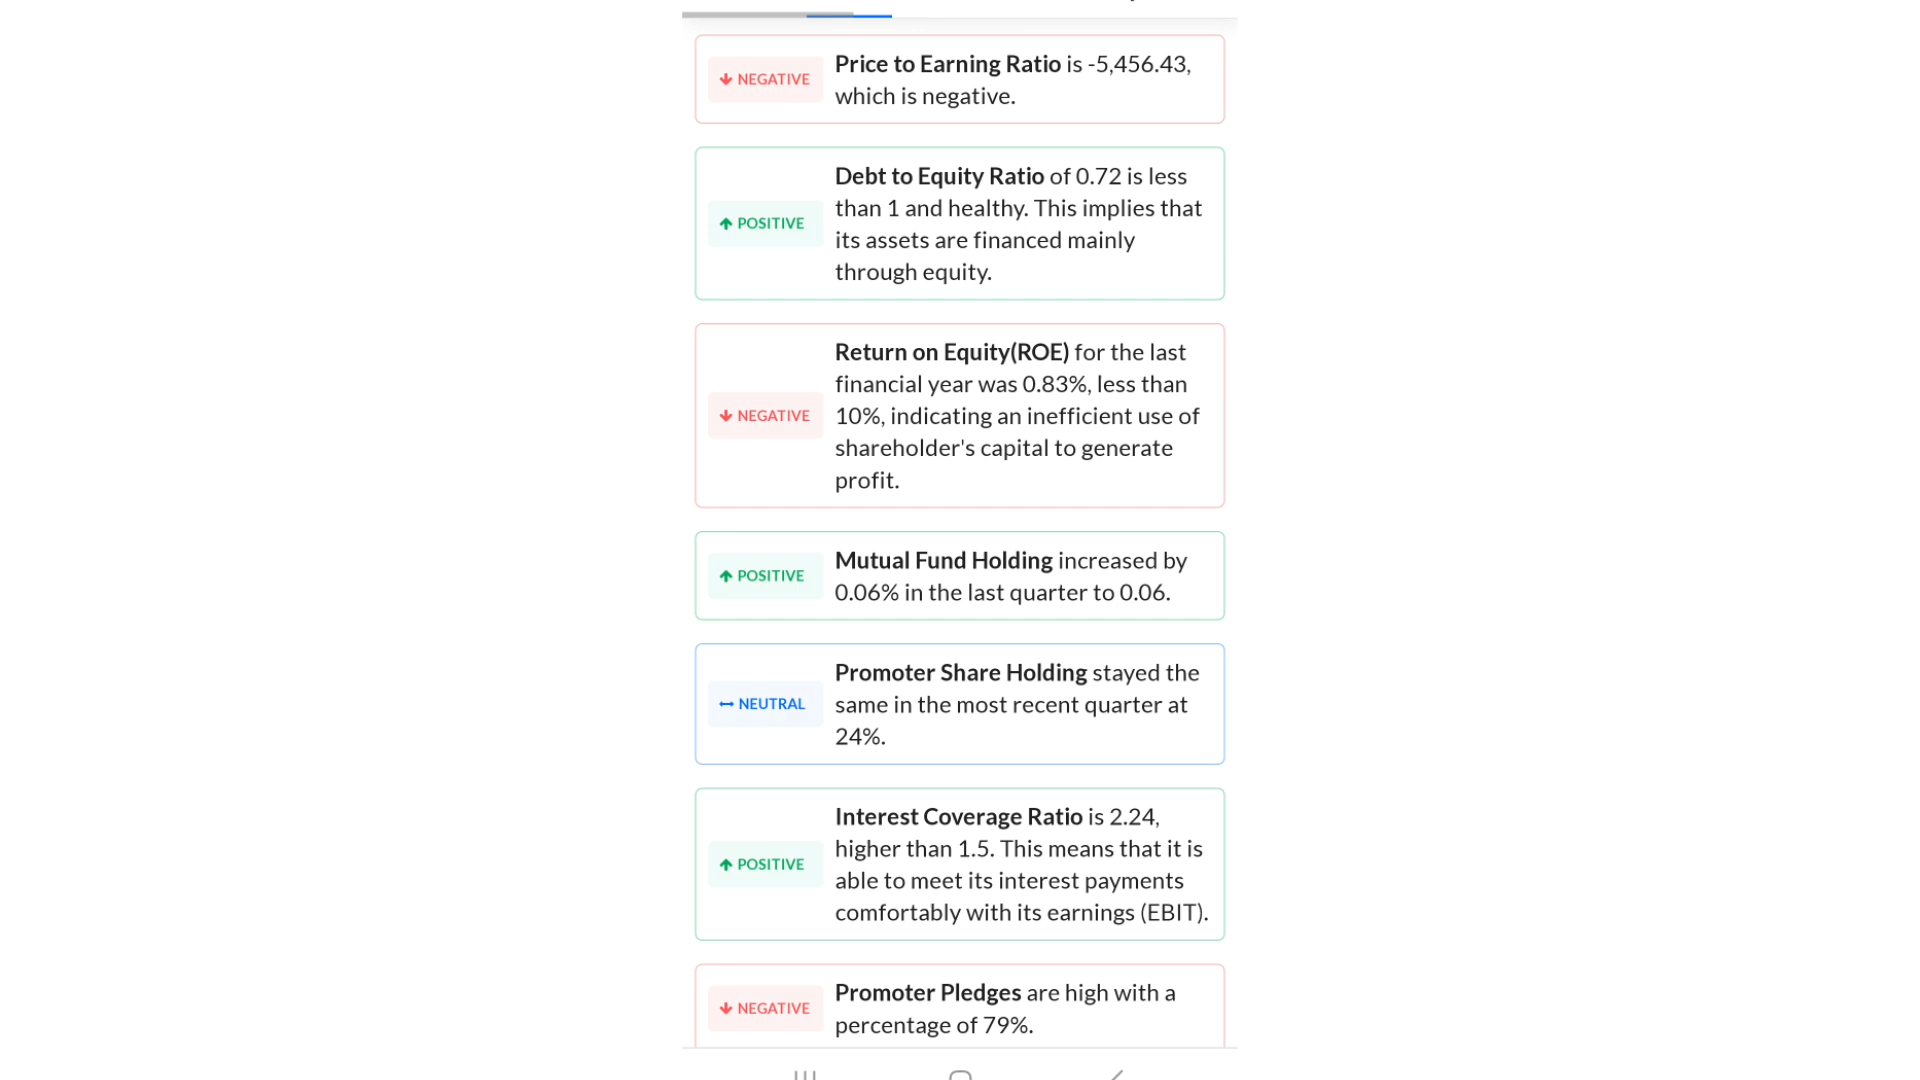 NEGATIVE
Price to Earning Ratio is -5,456.43,
which is negative.
POSITIVE
Debt to Equity Ratio of 0.72 is less
than 1 and healthy. This implies that
its assets are financed mainly
through equity.
NEGATIVE
Return on Equity(ROE) for the last
financial year was 0.83%, less than
10%, indicating an inefficient use of
shareholder's capital to generate
profit.
POSITIVE
Mutual Fund Holding increased by
0.06% in the last quarter to 0.06.
NEUTRAL
Promoter Share Holding stayed the
same in the most recent quarter at
24%.
POSITIVE
Interest Coverage Ratio is 2.24,
higher than 1.5. This means that it is
able to meet its interest payments
comfortably with its earnings (EBIT).
NEGATIVE
Promoter Pledges are high with a
percentage of 79%.